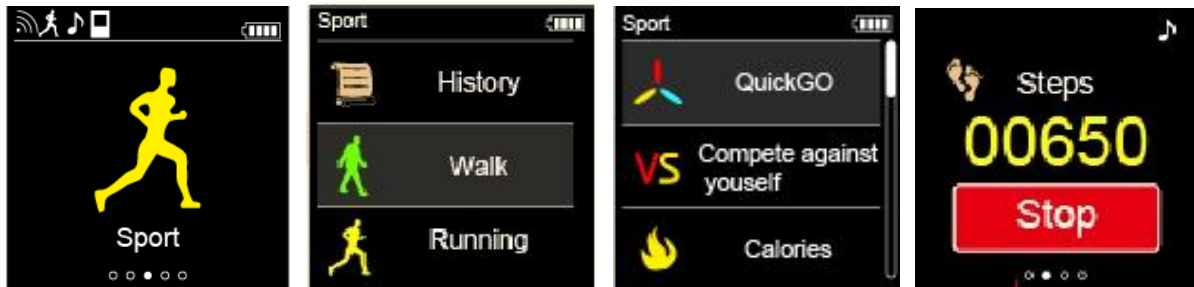 Sport
Sport
History
Walk
Running
Sport
QuickGO
VS
Compete against
youself
Calories
Steps
00650
Stop